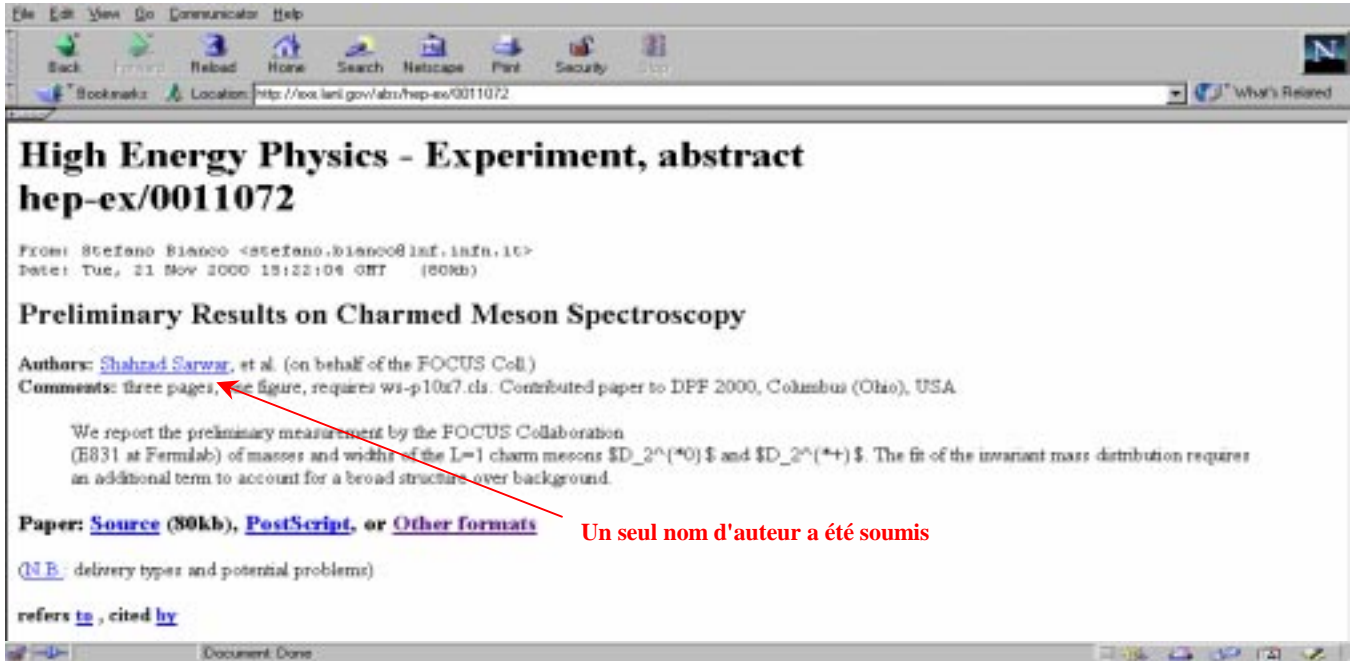 File Edit View Go Communicator Help
Back Forward Reload Home Search Netscape Print Security Stop
Bookmarks Location: http://xxx.lanl.gov/abs/hep-ex/0011072 What's Related
High Energy Physics - Experiment, abstract
hep-ex/0011072
From: Stefano Bianco <stefano.bianco@lnf.infn.it>
Date: Tue, 21 Nov 2000 15:22:04 GMT (80kb)
Preliminary Results on Charmed Meson Spectroscopy
Authors: Shahzad Sarwar, et al. (on behalf of the FOCUS Coll.)
Comments: three pages, figure, requires ws-p10x7.cls. Contributed paper to DPF 2000, Columbus (Ohio), USA
We report the preliminary measurement by the FOCUS Collaboration
(E831 at Fermilab) of masses and widths of the L=1 charm mesons $D_2^{*0}$ and $D_2^{*+}$. The fit of the invariant mass distribution requires
an additional term to account for a broad structure over background.
Paper: Source (80kb), PostScript, or Other formats
Un seul nom d'auteur a été soumis
(N.B.: delivery types and potential problems)
refers to , cited by
Document: Done